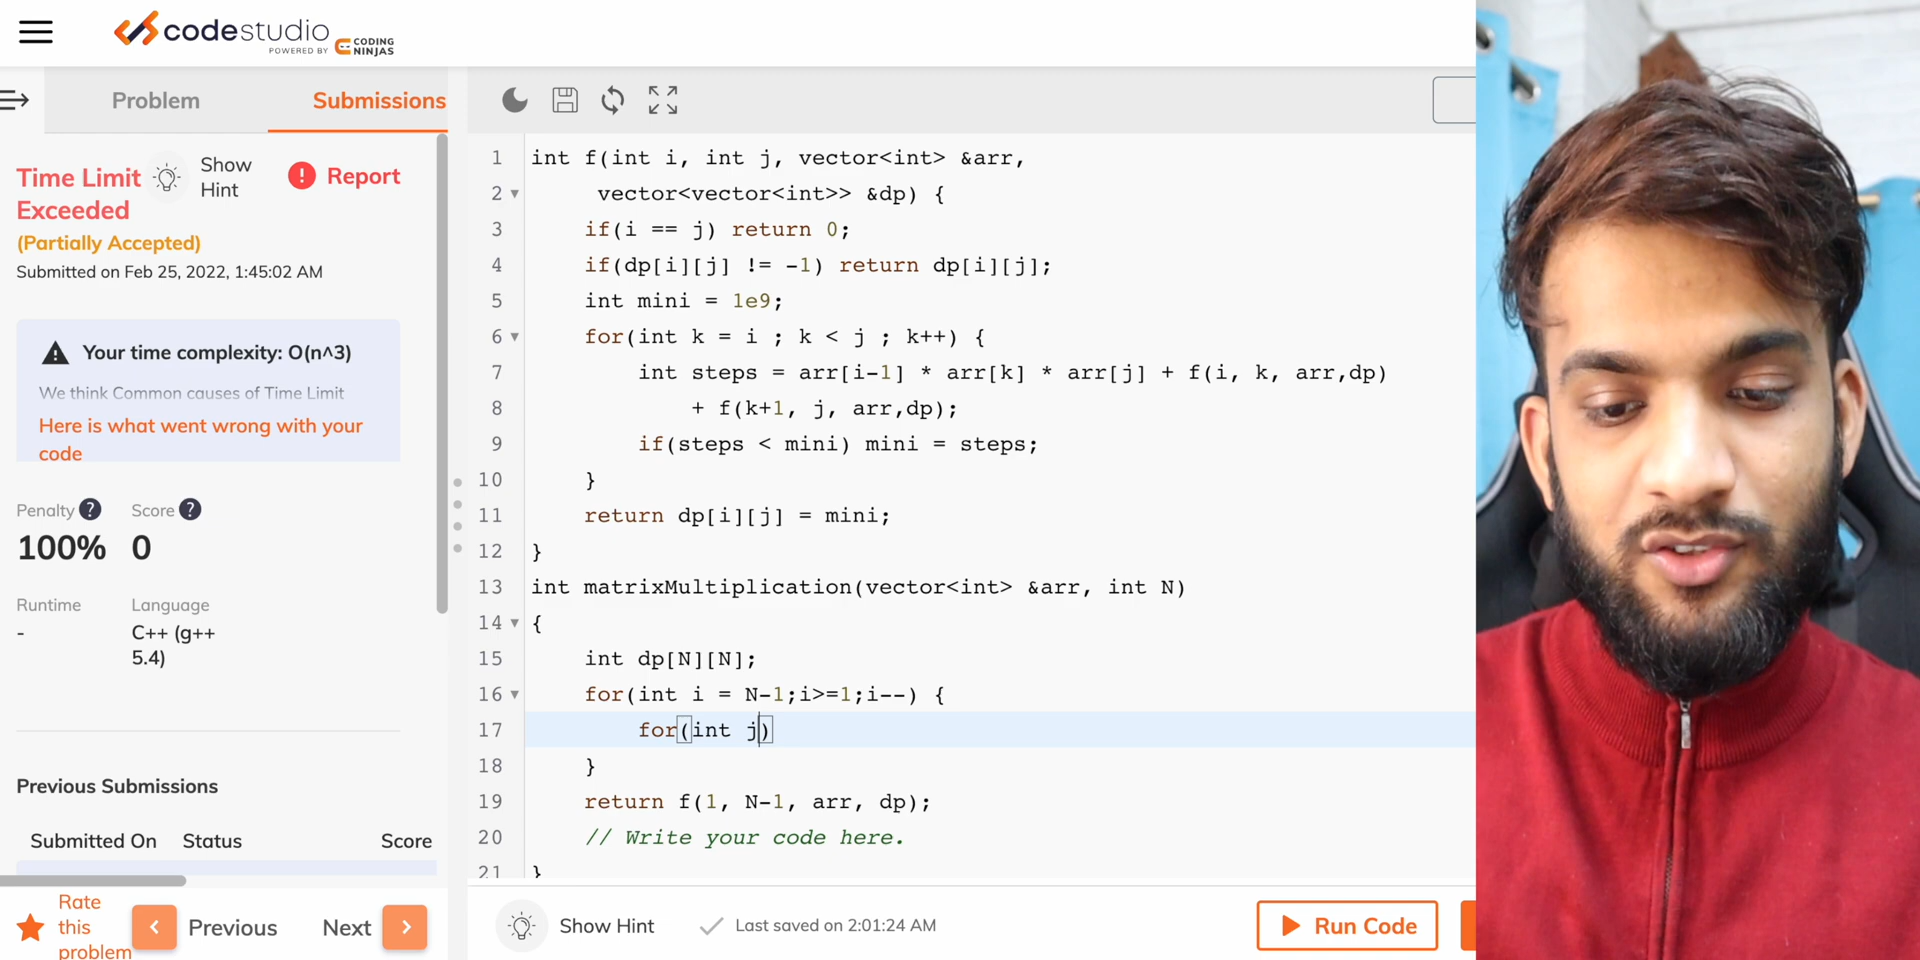 codestudio
POWERED BY CODING NINJAS
Problem
Submissions
Time Limit Exceeded
(Partially Accepted)
Show Hint
Report
Submitted on Feb 25, 2022, 1:45:02 AM
Your time complexity: O(n^3)
We think Common causes of Time Limit
Here is what went wrong with your
code
Penalty ? Score ?
100% 0
Runtime Language
- C++ (g++
5.4)
Previous Submissions
Submitted On Status Score
Rate
this
problem
Previous
Next
1 int f(int i, int j, vector<int> &arr,
2 vector<vector<int>> &dp) {
3 if(i == j) return 0;
4 if(dp[i][j] != -1) return dp[i][j];
5 int mini = 1e9;
6 for(int k = i ; k < j ; k++) {
7 int steps = arr[i-1] * arr[k] * arr[j] + f(i, k, arr,dp)
8 + f(k+1, j, arr,dp);
9 if(steps < mini) mini = steps;
10 }
11 return dp[i][j] = mini;
12 }
13 int matrixMultiplication(vector<int> &arr, int N)
14 {
15 int dp[N][N];
16 for(int i = N-1;i>=1;i--) {
17 for(int j)
18 }
19 return f(1, N-1, arr, dp);
20 // Write your code here.
21 }
Show Hint
Last saved on 2:01:24 AM
Run Code